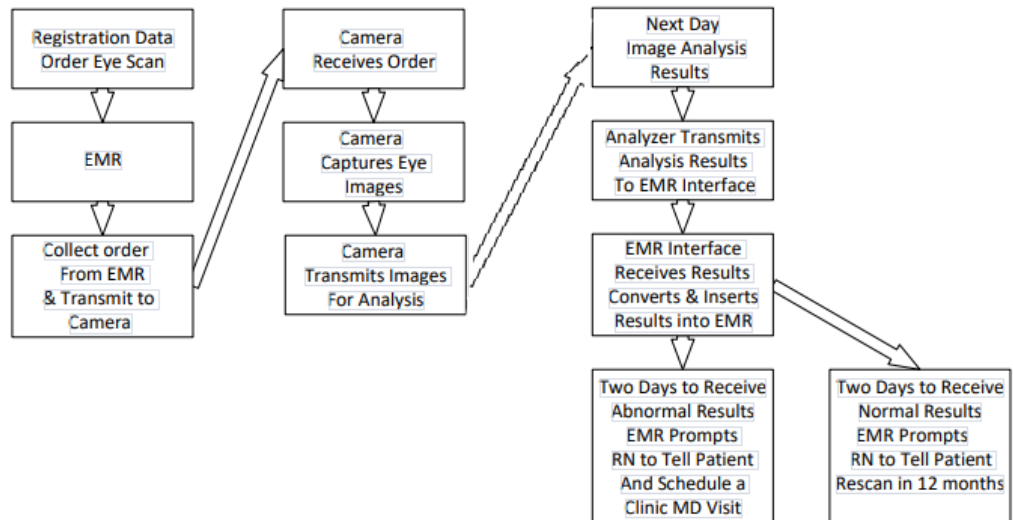 Registration Data
Order Eye Scan
EMR
Collect order
From EMR
& Transmit to
Camera
Camera
Receives Order
Camera
Captures Eye
Images
Camera
Transmits Images
For Analysis
Next Day
Image Analysis
Results
Analyzer Transmits
Analysis Results
To EMR Interface
EMR Interface
Receives Results
Converts & Inserts
Results into EMR
Two Days to Receive
Abnormal Results
EMR Prompts
RN to Tell Patient
And Schedule a
Clinic MD Visit
Two Days to Receive
Normal Results
EMR Prompts
RN to Tell Patient
Rescan in 12 months